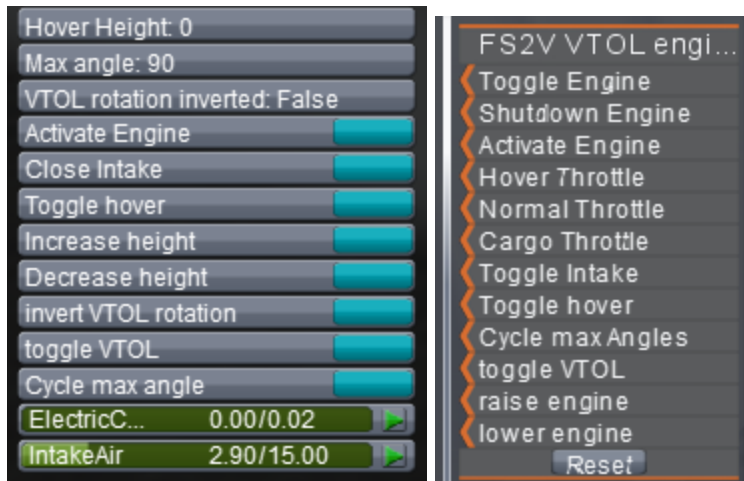 Hover Height: 0
Max angle: 90
VTOL rotation inverted: False
Activate Engine
Close Intake
Toggle hover
Increase height
Decrease height
invert VTOL rotation
toggle VTOL
Cycle max angle
ElectricC... 0.00/0.02
IntakeAir 2.90/15.00
FS2V VTOL engi...
Toggle Engine
Shutdown Engine
Activate Engine
Hover Throttle
Normal Throttle
Cargo Throttle
Toggle Intake
Toggle hover
Cycle max Angles
toggle VTOL
raise engine
lower engine
Reset